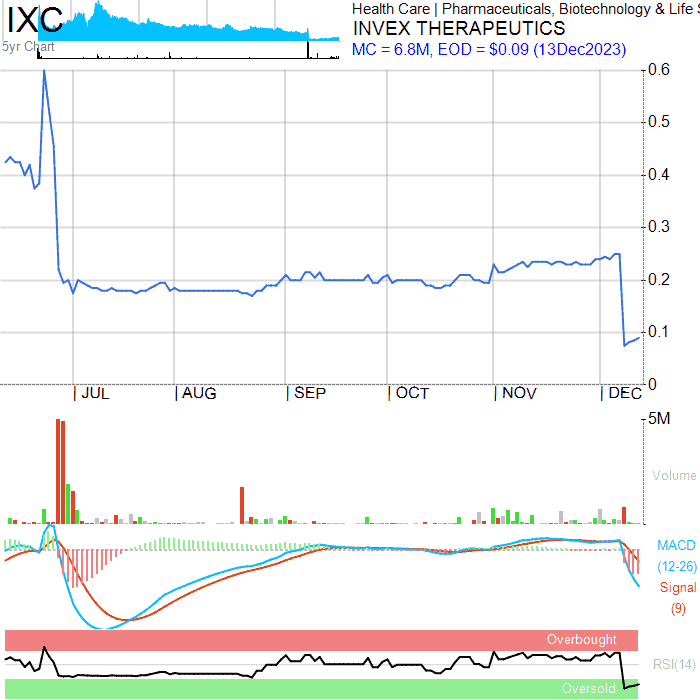 IXC
5yr Chart
Health Care | Pharmaceuticals, Biotechnology & Life
INVEX THERAPEUTICS
MC = 6.8M, EOD = $0.09 (13Dec2023)
0.6
0.5
0.4
0.3
0.2
0.1
0
| JUL | AUG | SEP | OCT | NOV | DEC
5M
Volume
MACD
(12-26)
Signal
(9)
Overbought
RSI(14)
Oversold